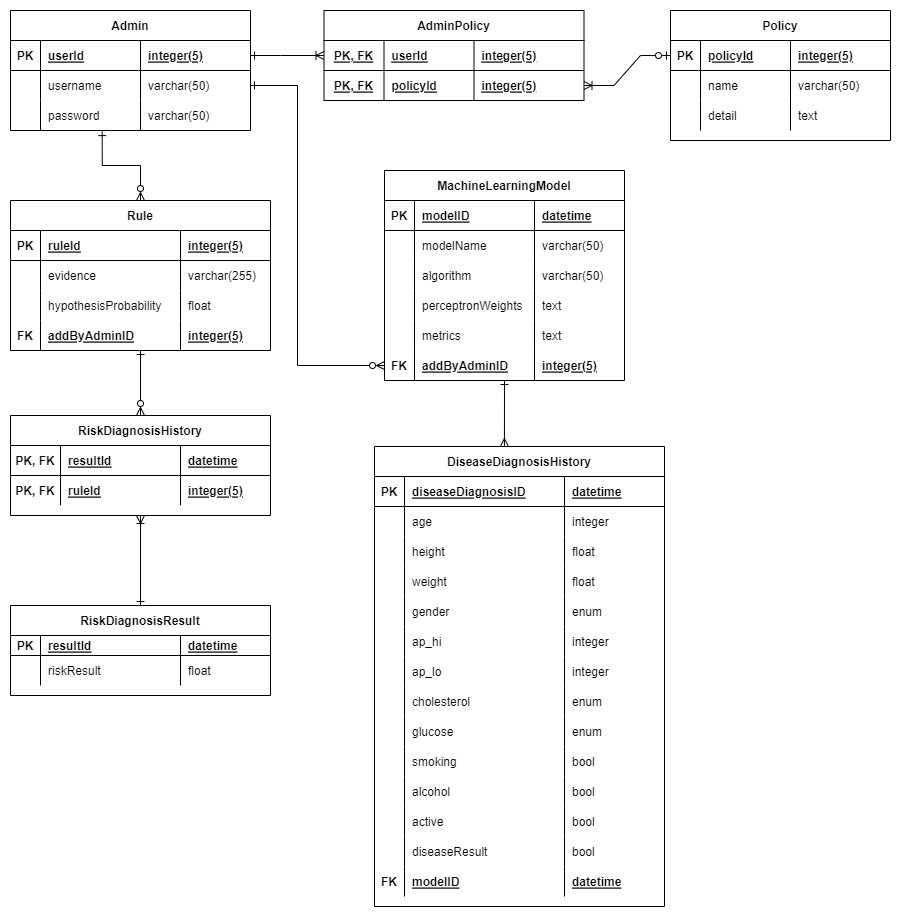 Admin
PK userId integer(5)
username varchar(50)
password varchar(50)
AdminPolicy
PK, FK userId integer(5)
PK, FK policyId integer(5)
Policy
PK policyId integer(5)
name varchar(50)
detail text
MachineLearningModel
PK modelID datetime
modelName varchar(50)
algorithm varchar(50)
perceptronWeights text
metrics text
FK addByAdminID integer(5)
Rule
PK ruleId integer(5)
evidence varchar(255)
hypothesisProbability float
FK addByAdminID integer(5)
RiskDiagnosisHistory
PK, FK resultId datetime
PK, FK ruleId integer(5)
RiskDiagnosisResult
PK resultId datetime
riskResult float
DiseaseDiagnosisHistory
PK diseaseDiagnosisID datetime
age integer
height float
weight float
gender enum
ap_hi integer
ap_lo integer
cholesterol enum
glucose enum
smoking bool
alcohol bool
active bool
diseaseResult bool
FK modelID datetime